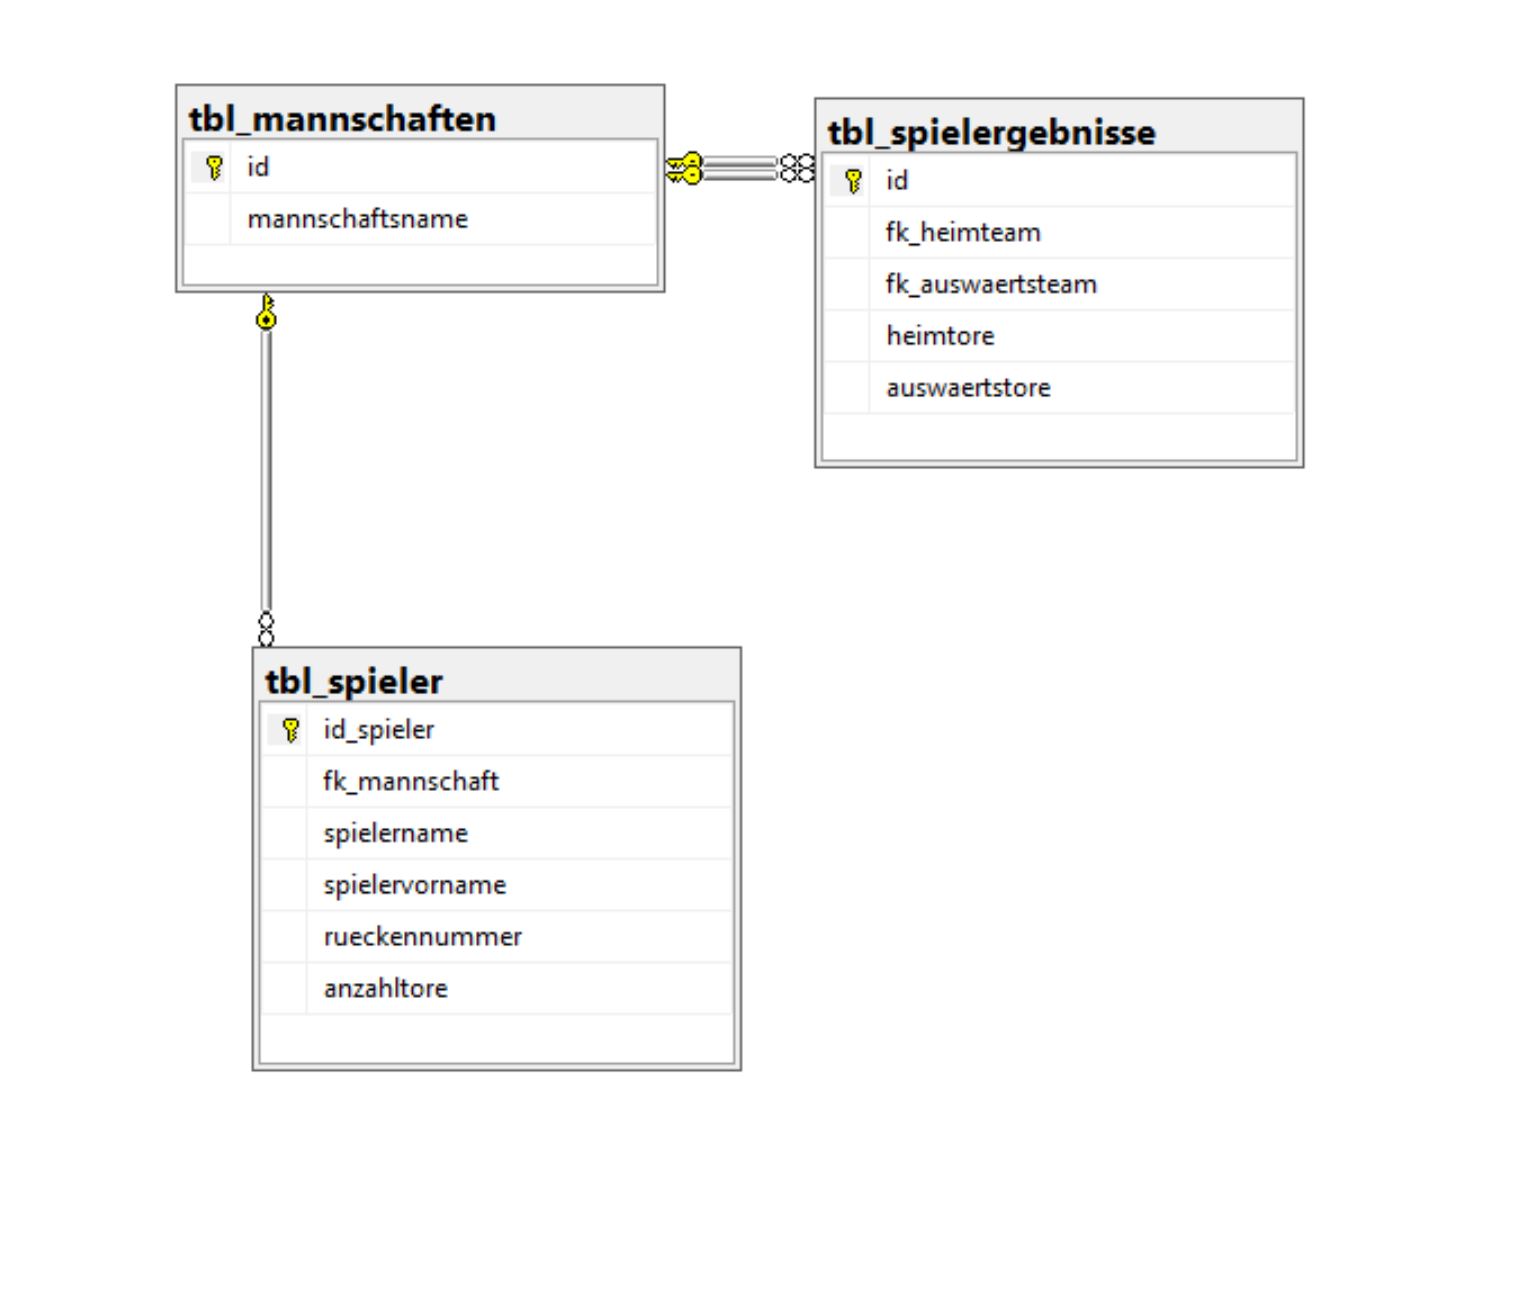 tbl_mannschaften
id
mannschaftsname
tbl_spielergebnisse
id
fk_heimteam
fk_auswaertsteam
heimtore
auswaertstore
tbl_spieler
id_spieler
fk_mannschaft
spielername
spielervorname
rueckennummer
anzahltore